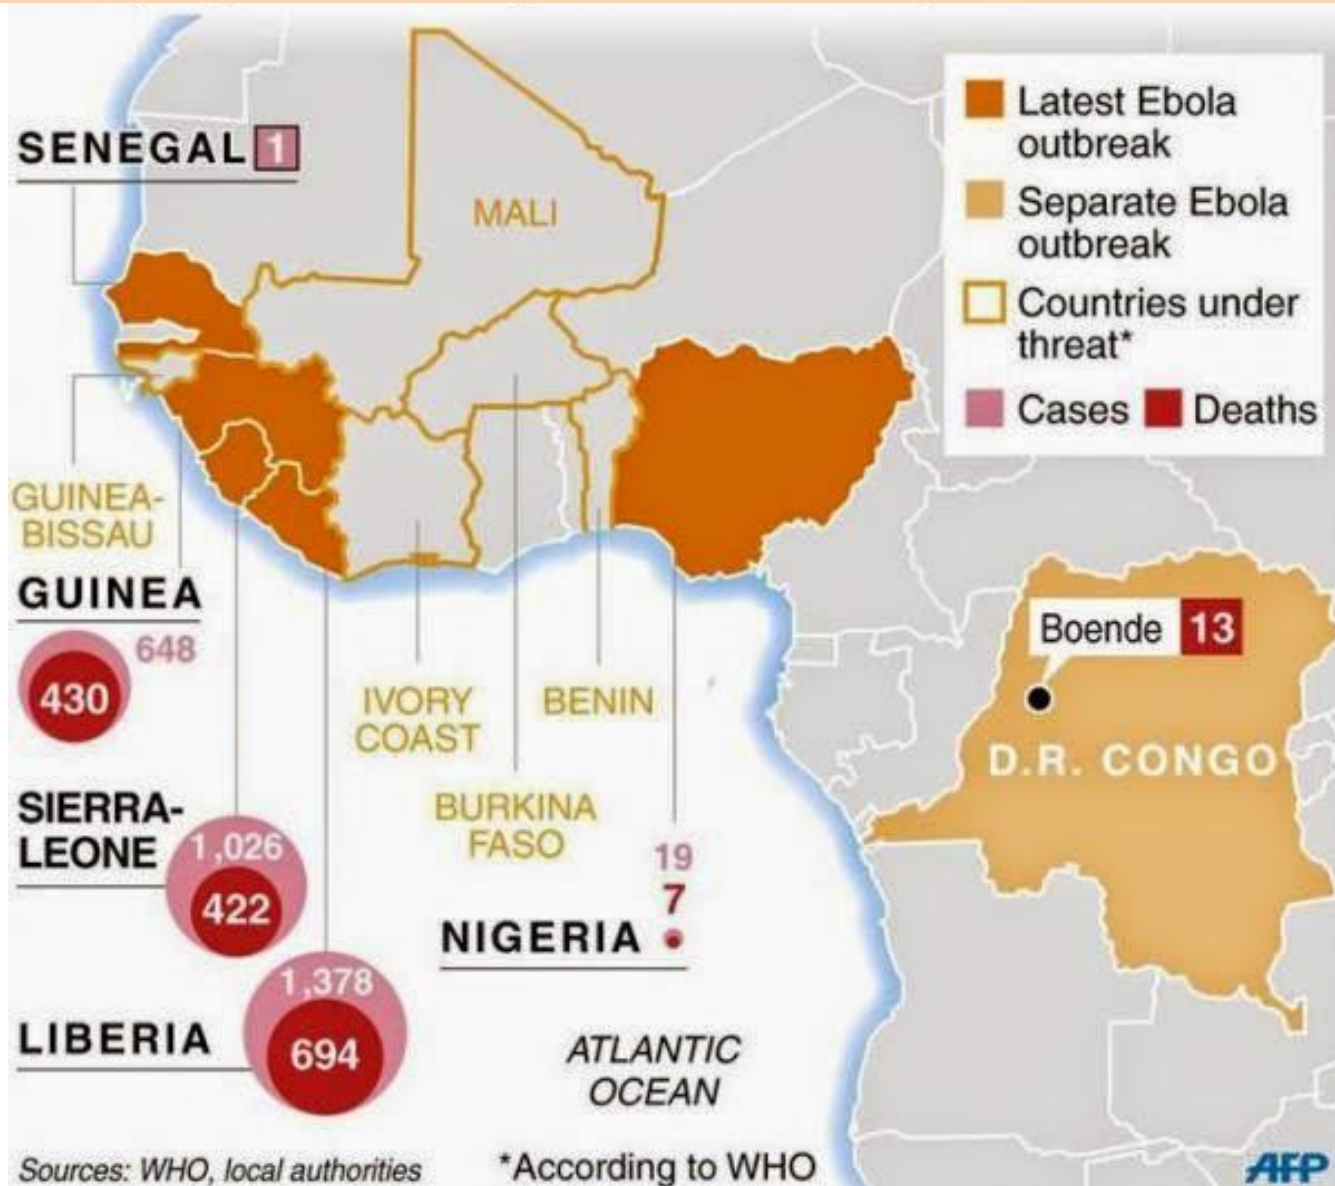 SENEGAL 1
MALI
Latest Ebola
outbreak
Separate Ebola
outbreak
Countries under
threat*
Cases Deaths
GUINEA-
BISSAU
GUINEA
648
430
IVORY
COAST
BENIN
BURKINA
FASO
Boende 13
D.R. CONGO
SIERRA-
LEONE
1,026
422
19
7
NIGERIA
LIBERIA
1,378
694
ATLANTIC
OCEAN
Sources: WHO, local authorities
*According to WHO
AFP